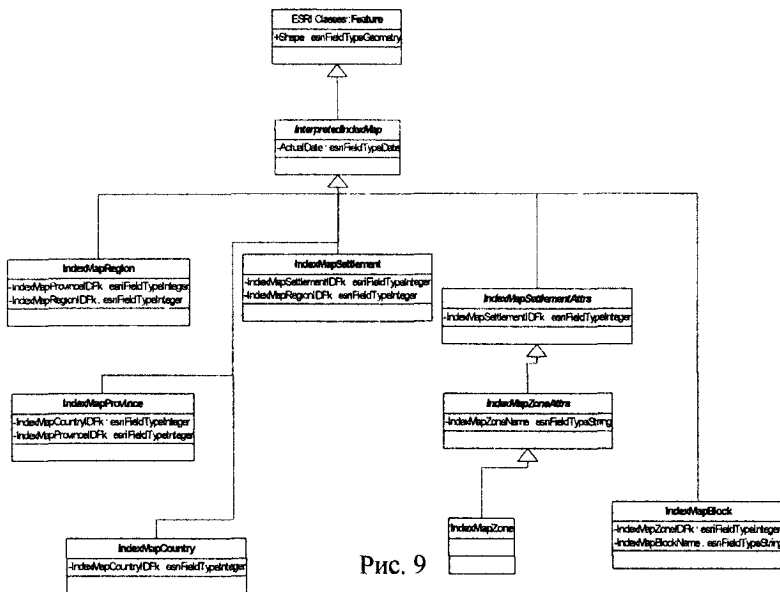 ESRI Classes::Feature
+Shape : esriFieldTypeGeometry
InterpretedIndexMap
-ActualDate : esriFieldTypeDate
IndexMapRegion
-IndexMapProvinceIDFk : esriFieldTypeInteger
-IndexMapRegionIDFk : esriFieldTypeInteger
IndexMapSettlement
-IndexMapSettlementIDFk : esriFieldTypeInteger
-IndexMapRegionIDFk : esriFieldTypeInteger
IndexMapSettlementAttrs
-IndexMapSettlementIDFk : esriFieldTypeInteger
IndexMapProvince
-IndexMapCountryIDFk : esriFieldTypeInteger
-IndexMapProvinceIDFk : esriFieldTypeInteger
IndexMapZoneAttrs
-IndexMapZoneName : esriFieldTypeString
IndexMapZone
IndexMapBlock
-IndexMapZoneIDFk : esriFieldTypeInteger
-IndexMapBlockName : esriFieldTypeString
IndexMapCountry
-IndexMapCountryIDFk : esriFieldTypeInteger
Рис. 9